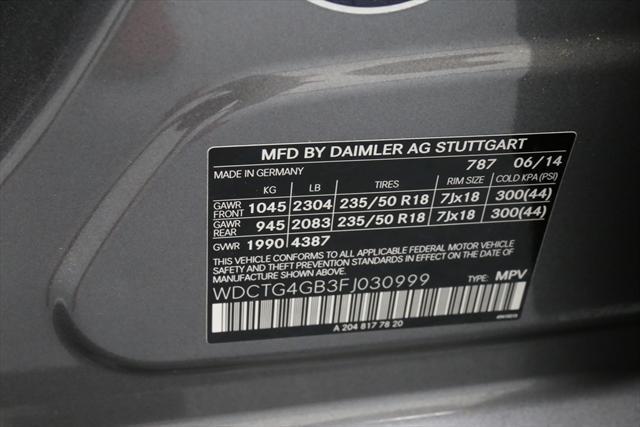 MFD BY DAIMLER AG STUTTGART
MADE IN GERMANY 787 06/14
KG LB TIRES RIM SIZE COLD KPA (PSI)
GAWR FRONT 1045 2304 235/50 R18 7Jx18 300(44)
GAWR REAR 945 2083 235/50 R18 7Jx18 300(44)
GWR 1990 4387
THIS VEHICLE CONFORMS TO ALL APPLICABLE FEDERAL MOTOR VEHICLE
SAFETY, BUMPER, AND THEFT PREVENTION STANDARDS IN EFFECT ON THE DATE OF
MANUFACTURE SHOWN ABOVE.
WDCTG4GB3FJ030999 TYPE: MPV
A 204 817 78 20